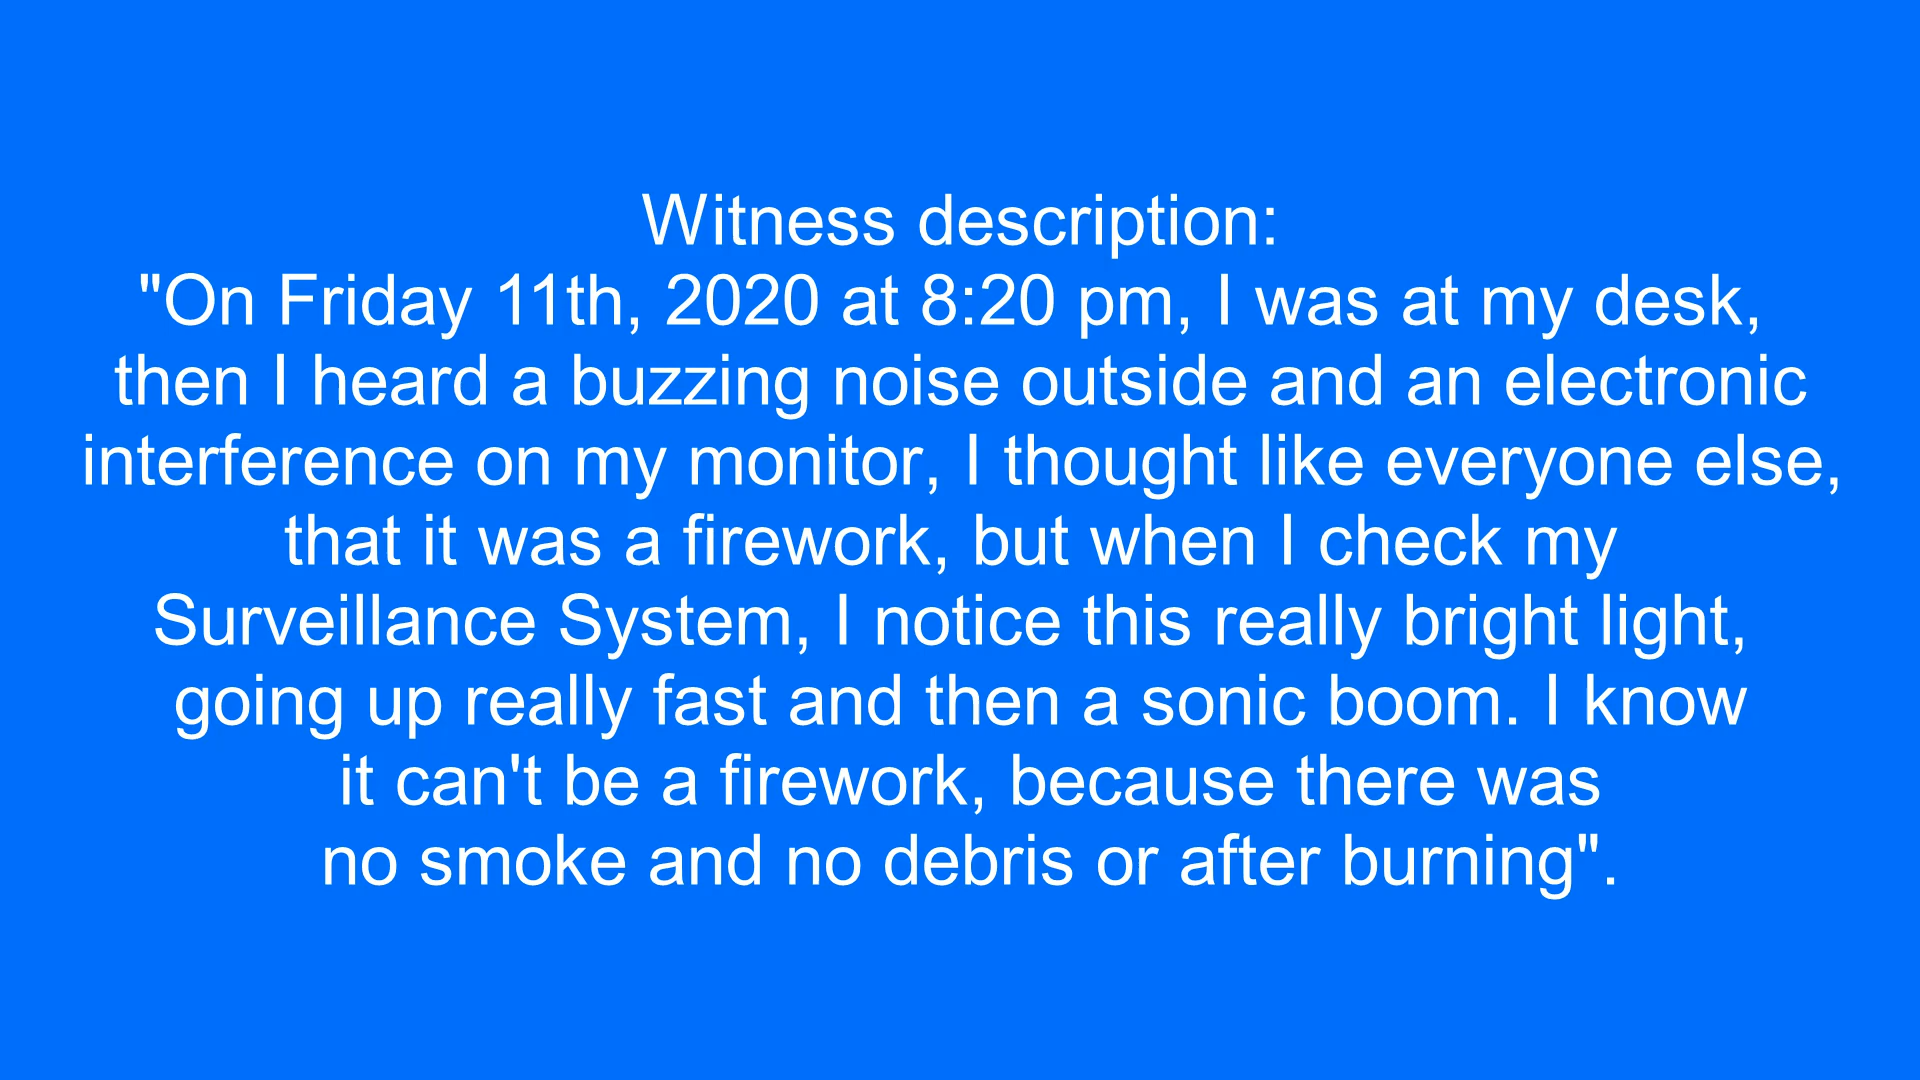 Witness description:
"On Friday 11th, 2020 at 8:20 pm, I was at my desk,
then I heard a buzzing noise outside and an electronic
interference on my monitor, I thought like everyone else,
that it was a firework, but when I check my
Surveillance System, I notice this really bright light,
going up really fast and then a sonic boom. I know
it can't be a firework, because there was
no smoke and no debris or after burning".